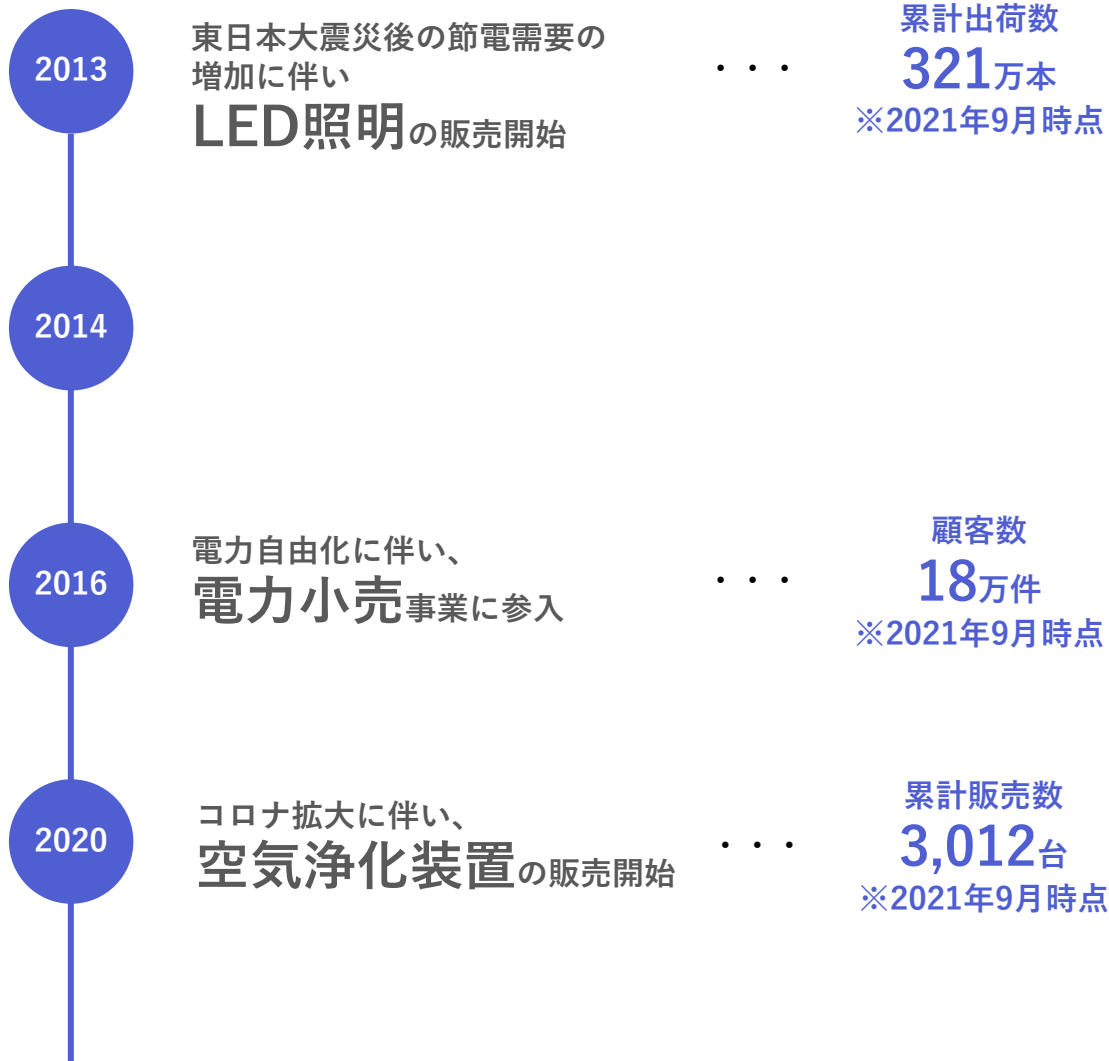 2013
東日本大震災後の節電需要の
増加に伴い
LED照明の販売開始
・・・
累計出荷数
321万本
※2021年9月時点
2014
2016
電力自由化に伴い、
電力小売事業に参入
・・・
顧客数
18万件
※2021年9月時点
2020
コロナ拡大に伴い、
空気浄化装置の販売開始
・・・
累計販売数
3,012台
※2021年9月時点